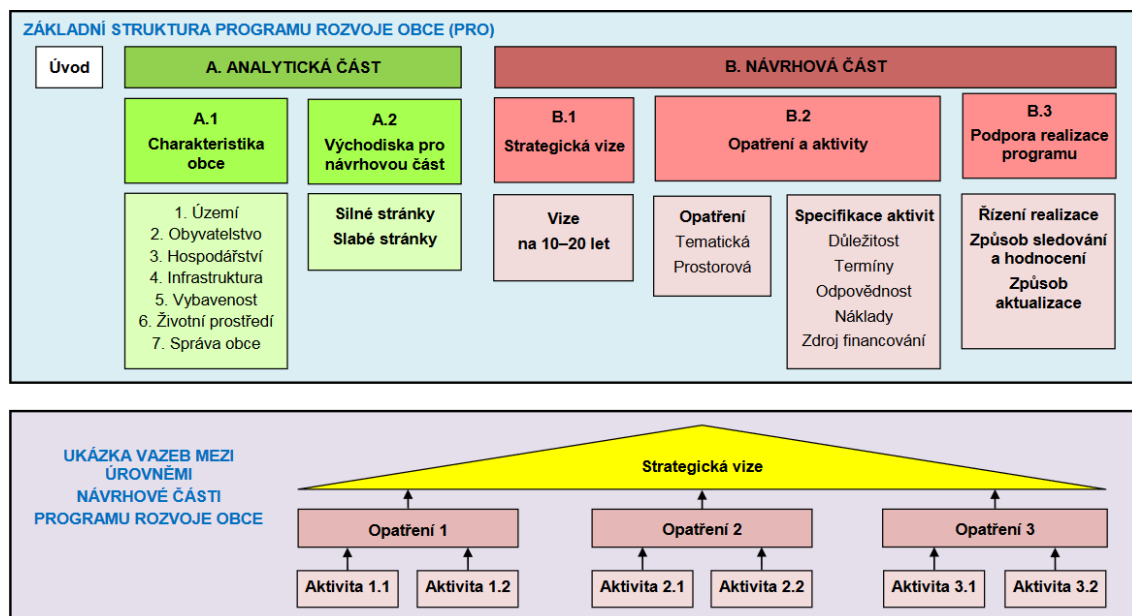 ZÁKLADNÍ STRUKTURA PROGRAMU ROZVOJE OBCE (PRO)
Úvod
A. ANALYTICKÁ ČÁST
B. NÁVRHOVÁ ČÁST
A.1
Charakteristika
obce
A.2
Východiska pro
návrhovou část
B.1
Strategická vize
B.2
Opatření a aktivity
B.3
Podpora realizace
programu
1. Území
2. Obyvatelstvo
3. Hospodářství
4. Infrastruktura
5. Vybavenost
6. Životní prostředí
7. Správa obce
Silné stránky
Slabé stránky
Vize
na 10–20 let
Opatření
Tematická
Prostorová
Specifikace aktivit
Důležitost
Termíny
Odpovědnost
Náklady
Zdroj financování
Řízení realizace
Způsob sledování
a hodnocení
Způsob
aktualizace
UKÁZKA VAZEB MEZI
ÚROVNĚMI
NÁVRHOVÉ ČÁSTI
PROGRAMU ROZVOJE OBCE
Strategická vize
Opatření 1
Opatření 2
Opatření 3
Aktivita 1.1
Aktivita 1.2
Aktivita 2.1
Aktivita 2.2
Aktivita 3.1
Aktivita 3.2